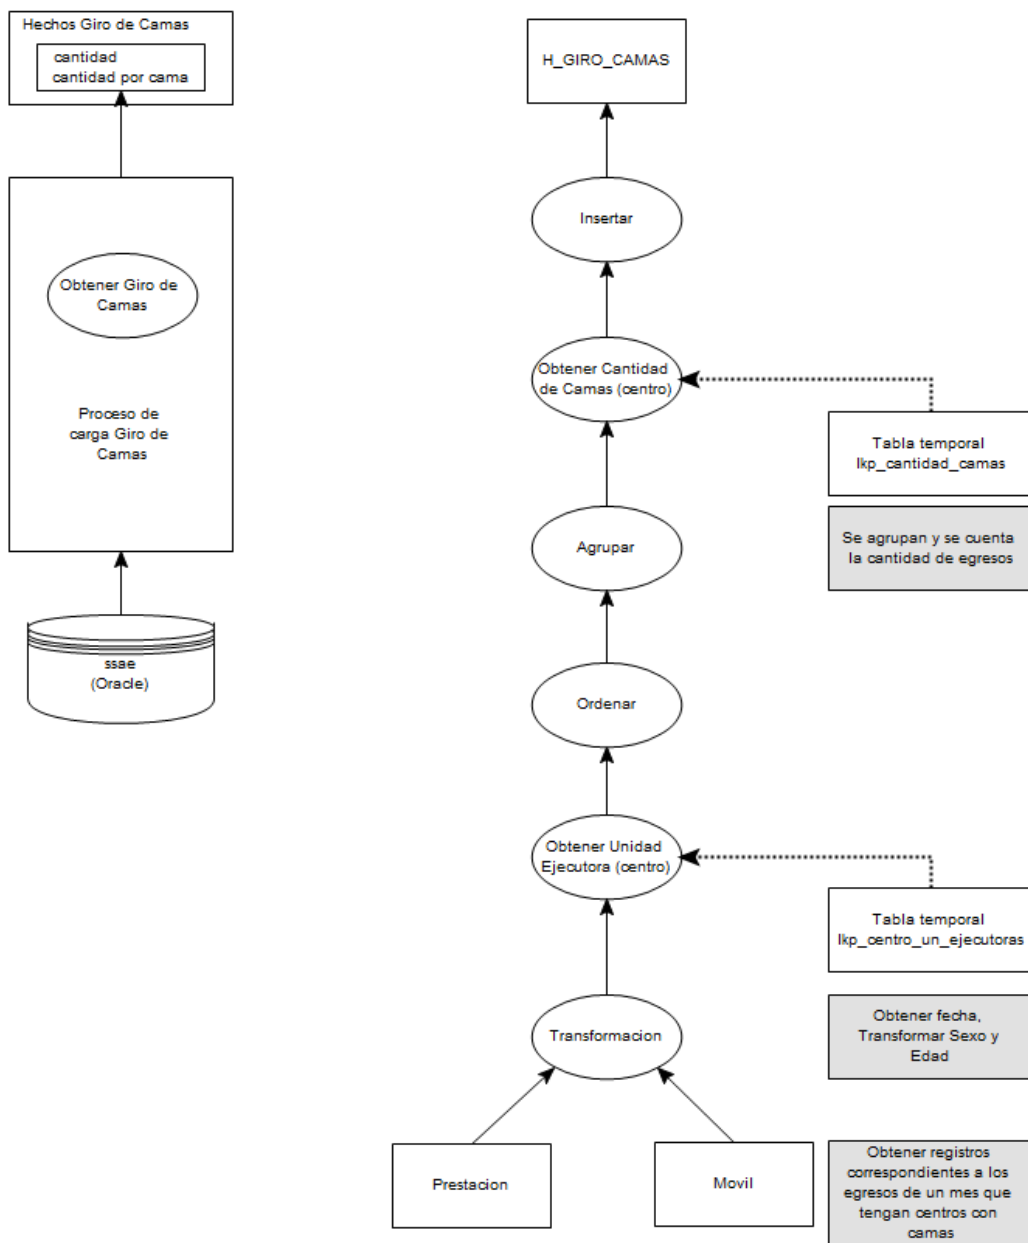 Hechos Giro de Camas
cantidad
cantidad por cama
Obtener Giro de
Camas
Proceso de
carga Giro de
Camas
ssae
(Oracle)
H_GIRO_CAMAS
Insertar
Obtener Cantidad
de Camas (centro)
Tabla temporal
lkp_cantidad_camas
Agrupar
Se agrupan y se cuenta
la cantidad de egresos
Ordenar
Obtener Unidad
Ejecutora (centro)
Tabla temporal
lkp_centro_un_ejecutoras
Transformacion
Obtener fecha,
Transformar Sexo y
Edad
Prestacion
Movil
Obtener registros
correspondientes a los
egresos de un mes que
tengan centros con
camas